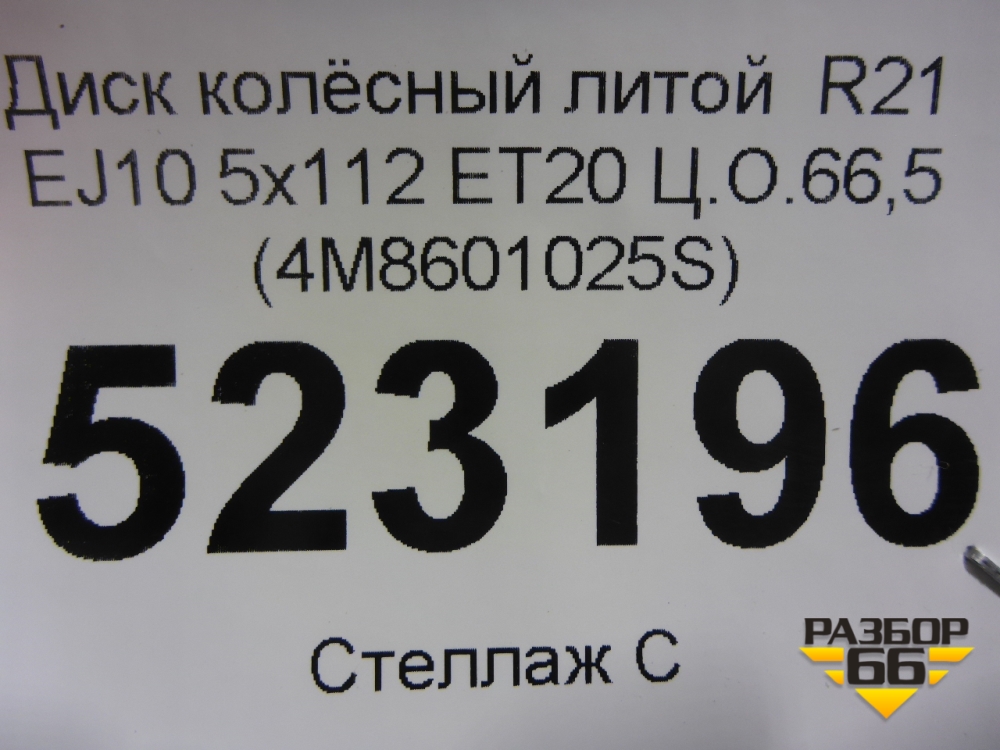 Диск колёсный литой R21
EJ10 5x112 ET20 Ц.О.66,5
(4M8601025S)
523196
Стеллаж С
РАЗБОР
66